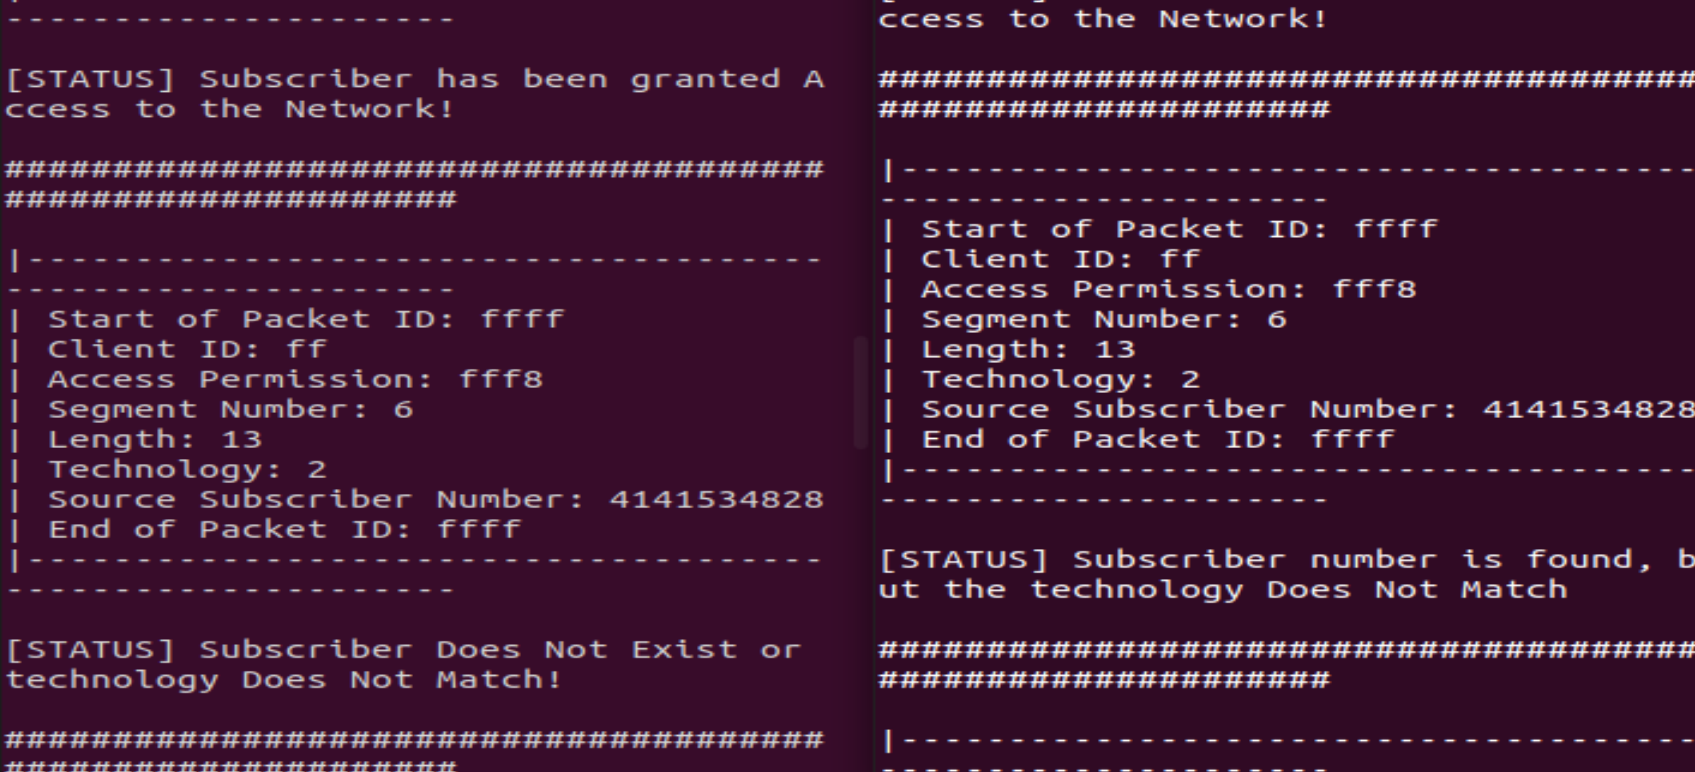 ---------------------
[STATUS] Subscriber has been granted A
ccess to the Network!
######################################
#####################
|-------------------------------------
---------------------
| Start of Packet ID: ffff
| Client ID: ff
| Access Permission: fff8
| Segment Number: 6
| Length: 13
| Technology: 2
| Source Subscriber Number: 4141534828
| End of Packet ID: ffff
|-------------------------------------
---------------------
[STATUS] Subscriber Does Not Exist or
technology Does Not Match!
######################################
#####################
ccess to the Network!
######################################
#####################
|-------------------------------------
---------------------
| Start of Packet ID: ffff
| Client ID: ff
| Access Permission: fff8
| Segment Number: 6
| Length: 13
| Technology: 2
| Source Subscriber Number: 4141534828
| End of Packet ID: ffff
|-------------------------------------
---------------------
[STATUS] Subscriber number is found, b
ut the technology Does Not Match
######################################
#####################
|-------------------------------------
---------------------